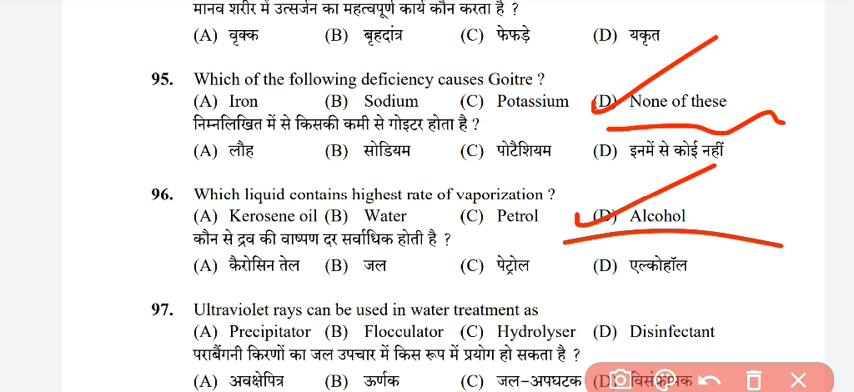 मानव शरीर में उत्सर्जन का महत्वपूर्ण कार्य कौन करता है ?
(A) वृक्क (B) बृहदांत्र (C) फेफड़े (D) यकृत
95. Which of the following deficiency causes Goitre ?
(A) Iron (B) Sodium (C) Potassium (D) None of these
निम्नलिखित में से किसकी कमी से गोइटर होता है ?
(A) लौह (B) सोडियम (C) पोटैशियम (D) इनमें से कोई नहीं
96. Which liquid contains highest rate of vaporization ?
(A) Kerosene oil (B) Water (C) Petrol (D) Alcohol
कौन से द्रव की वाष्पण दर सर्वाधिक होती है ?
(A) कैरोसिन तेल (B) जल (C) पेट्रोल (D) एल्कोहॉल
97. Ultraviolet rays can be used in water treatment as
(A) Precipitator (B) Flocculator (C) Hydrolyser (D) Disinfectant
पराबैंगनी किरणों का जल उपचार में किस रूप में प्रयोग हो सकता है ?
(A) अवक्षेपित्र (B) ऊर्णक (C) जल-अपघटक (D)